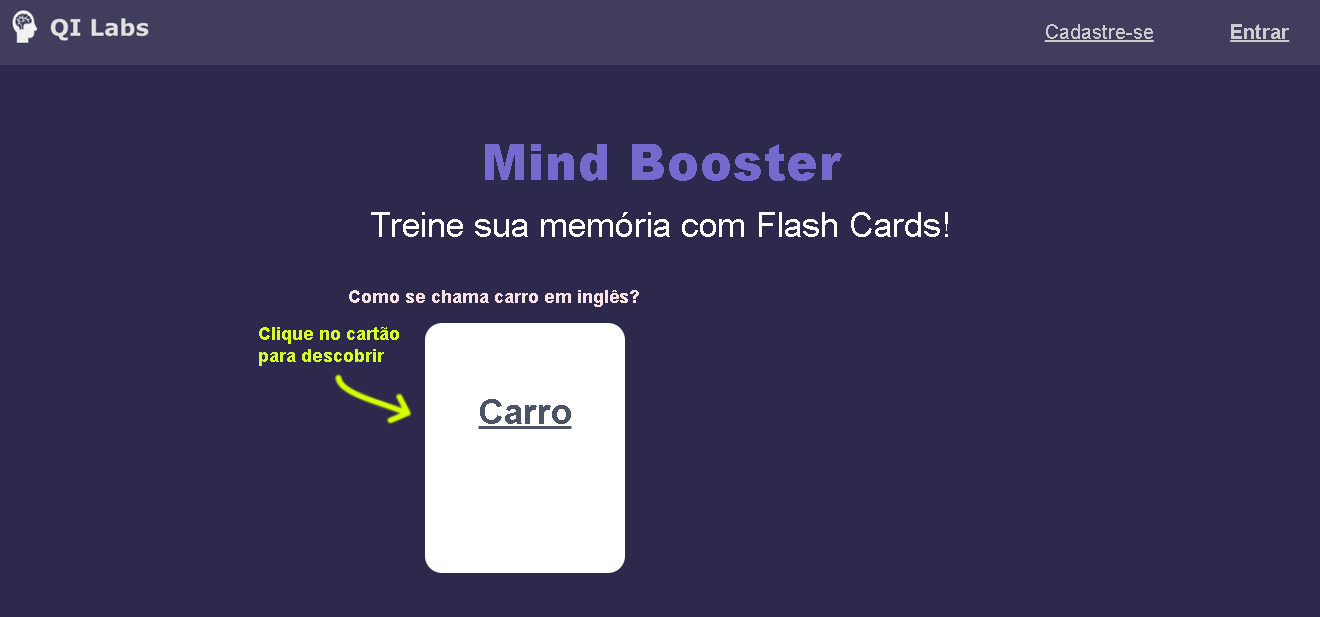 QI Labs
Cadastre-se
Entrar
Mind Booster
Treine sua memória com Flash Cards!
Como se chama carro em inglês?
Clique no cartão
para descobrir
Carro